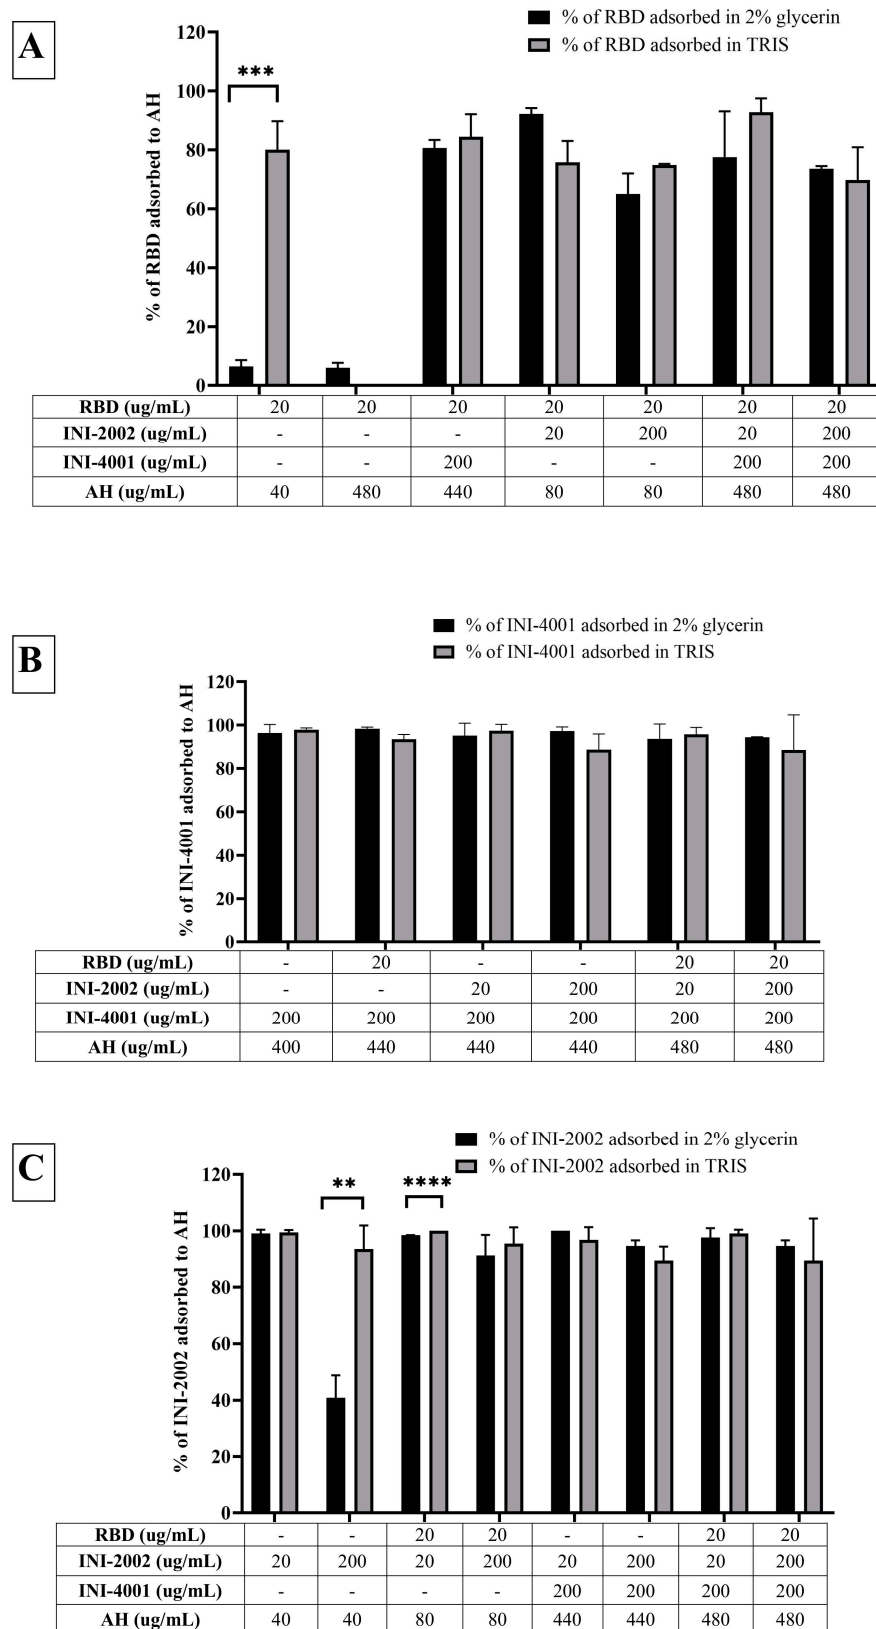 A
% of RBD adsorbed in 2% glycerin
% of RBD adsorbed in TRIS
% of RBD adsorbed to AH
120
100
80
60
40
20
0
***
RBD (ug/mL) 20 20 20 20 20 20 20
INI-2002 (ug/mL) - - - 20 200 20 200
INI-4001 (ug/mL) - - 200 - - 200 200
AH (ug/mL) 40 480 440 80 80 480 480
B
% of INI-4001 adsorbed in 2% glycerin
% of INI-4001 adsorbed in TRIS
% of INI-4001 adsorbed to AH
120
100
80
60
40
20
0
RBD (ug/mL) - 20 - - 20 20
INI-2002 (ug/mL) - - 20 200 20 200
INI-4001 (ug/mL) 200 200 200 200 200 200
AH (ug/mL) 400 440 440 440 480 480
C
% of INI-2002 adsorbed in 2% glycerin
% of INI-2002 adsorbed in TRIS
% of INI-2002 adsorbed to AH
120
100
80
60
40
20
0
** ****
RBD (ug/mL) - - 20 20 - - 20 20
INI-2002 (ug/mL) 20 200 20 200 20 200 20 200
INI-4001 (ug/mL) - - - - 200 200 200 200
AH (ug/mL) 40 40 80 80 440 440 480 480